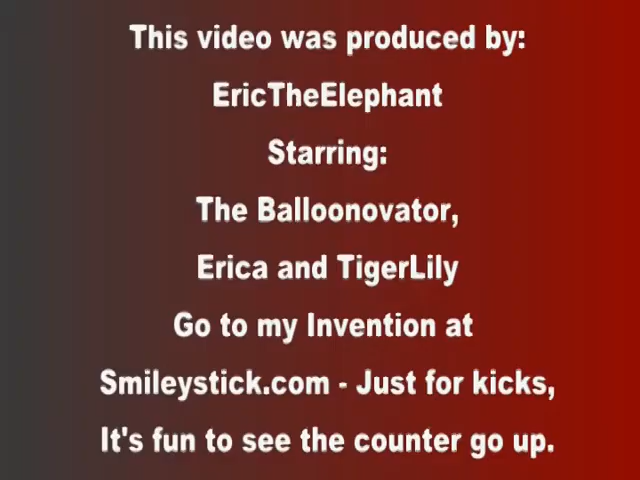 This video was produced by:
EricTheElephant
Starring:
The Balloonovator,
Erica and TigerLily
Go to my Invention at
Smileystick.com - Just for kicks,
It's fun to see the counter go up.